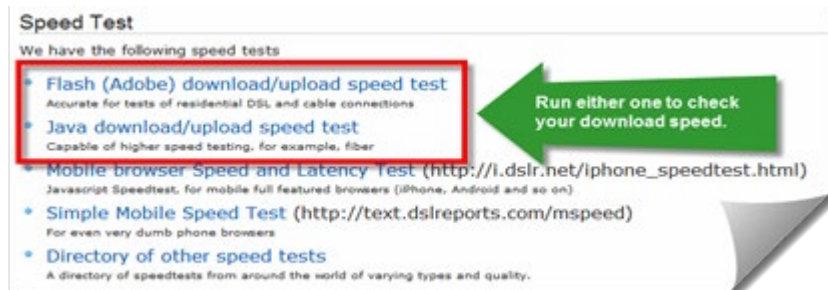 Speed Test
We have the following speed tests
Flash (Adobe) download/upload speed test
Accurate for tests of residential DSL and cable connections
Java download/upload speed test
Capable of higher speed testing, for example, fiber
Run either one to check
your download speed.
Mobile browser Speed and Latency Test (http://i.dslr.net/iphone_speedtest.html)
Javascript Speedtest, for mobile full featured browsers (iPhone, Android and so on)
Simple Mobile Speed Test (http://text.dslreports.com/mspeed)
For even very dumb phone browsers
Directory of other speed tests
A directory of speedtests from around the world of varying types and quality.